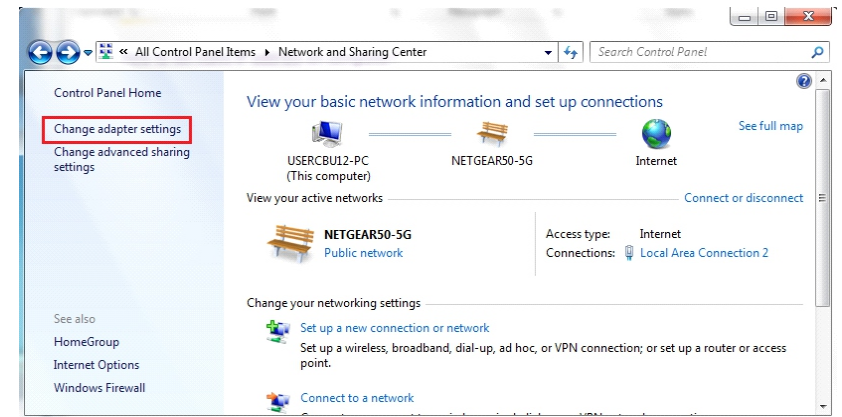 « All Control Panel Items ▸ Network and Sharing Center
Search Control Panel
Control Panel Home
Change adapter settings
Change advanced sharing
settings
See also
HomeGroup
Internet Options
Windows Firewall
View your basic network information and set up connections
See full map
USERCBU12-PC
(This computer)
NETGEAR50-5G
Internet
View your active networks
Connect or disconnect
NETGEAR50-5G
Public network
Access type: Internet
Connections: Local Area Connection 2
Change your networking settings
Set up a new connection or network
Set up a wireless, broadband, dial-up, ad hoc, or VPN connection; or set up a router or access
point.
Connect to a network